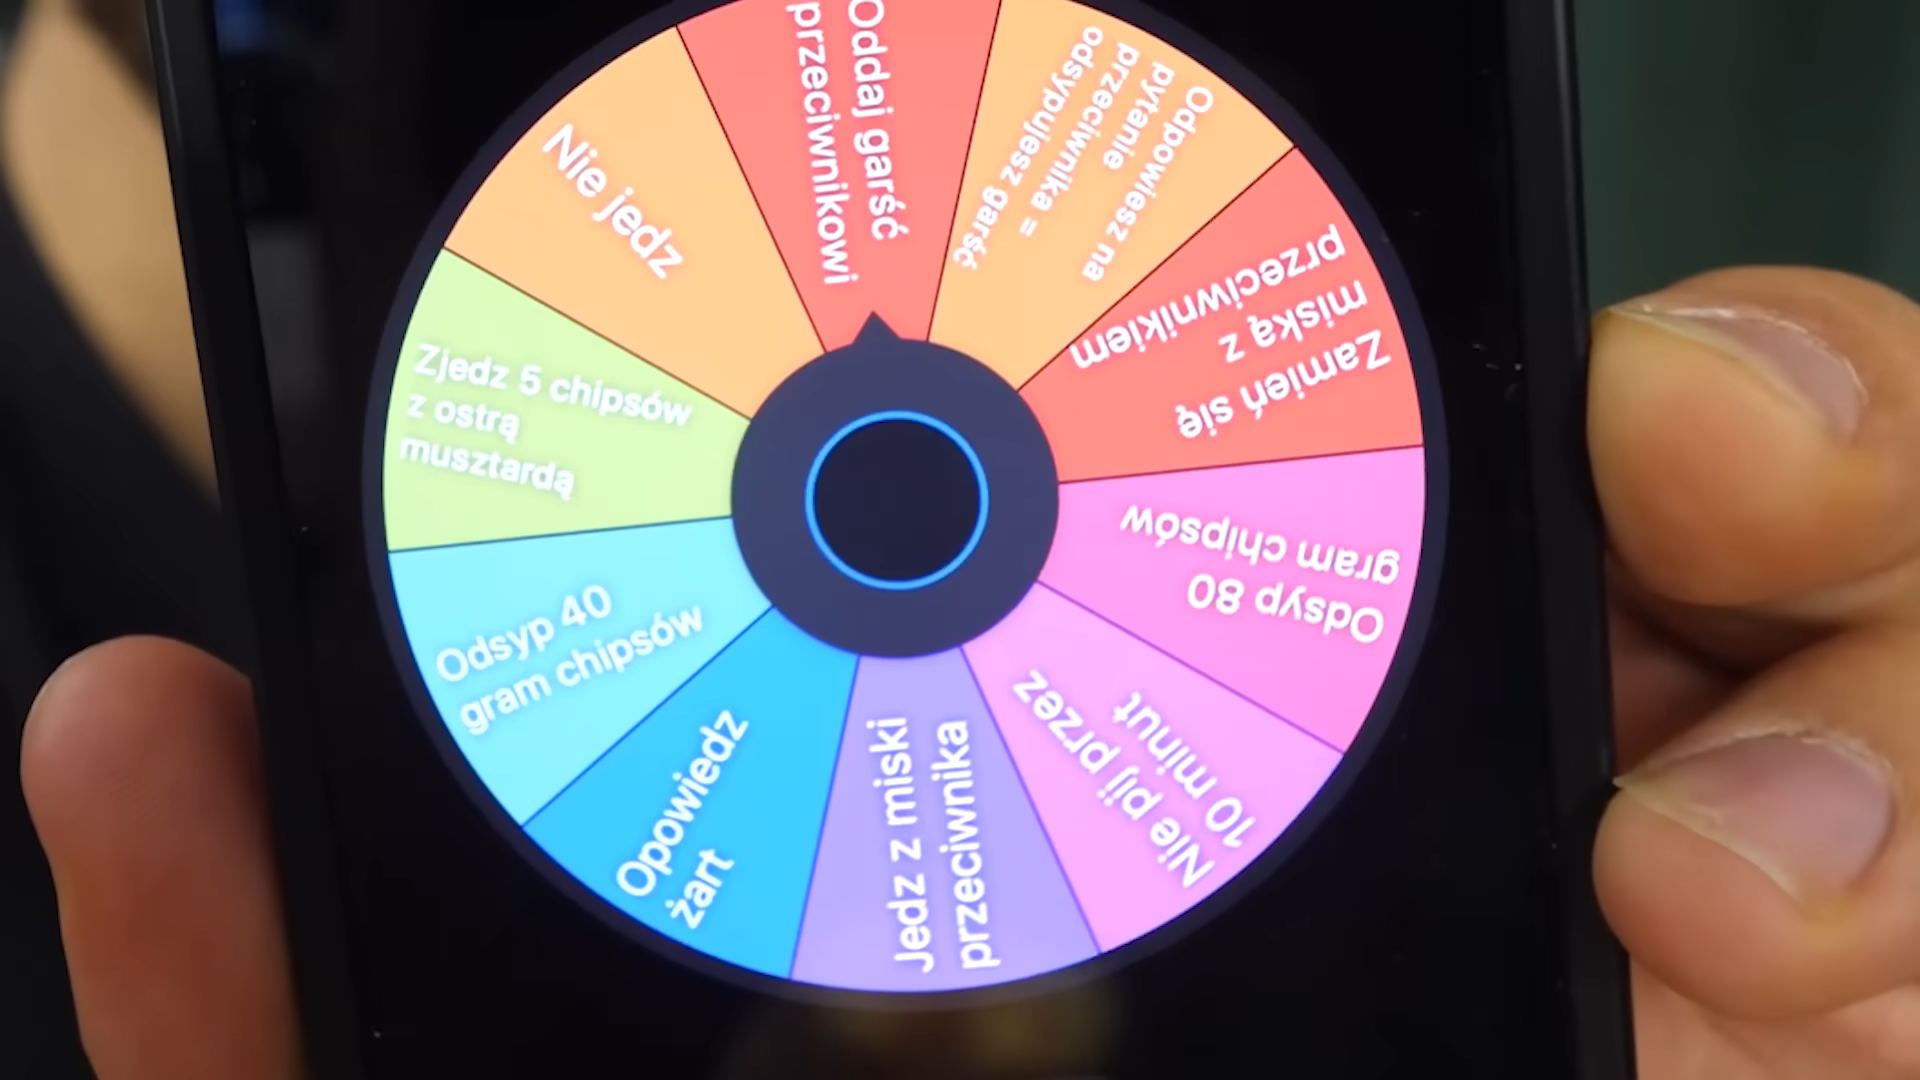 Oddaj garść
przeciwnikowi
Odpowiesz na
pytanie
przeciwnika =
odsypujesz garść
Zamień się
miską z
przeciwnikiem
Odsyp 80
gram chipsów
Nie pij przez
10 minut
Jedz z miski
przeciwnika
Opowiedz
żart
Odsyp 40
gram chipsów
Zjedz 5 chipsów
z ostrą
musztardą
Nie jedz